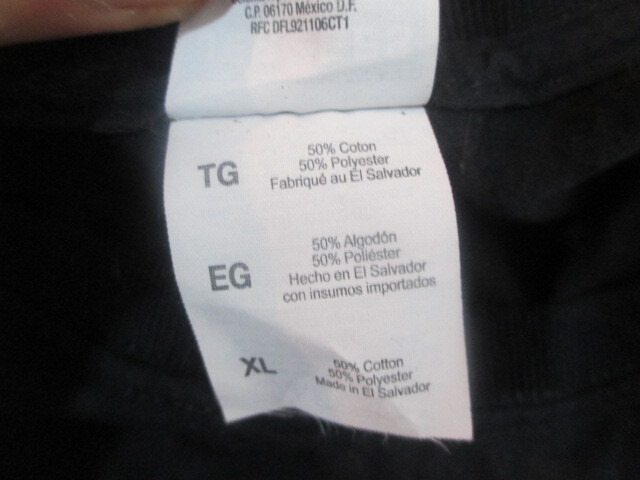 C.P. 06170 México D.F.
RFC DFL921106CT1
TG
50% Coton
50% Polyester
Fabriqué au El Salvador
EG
50% Algodón
50% Poliéster
Hecho en El Salvador
con insumos importados
XL
50% Cotton
50% Polyester
Made in El Salvador